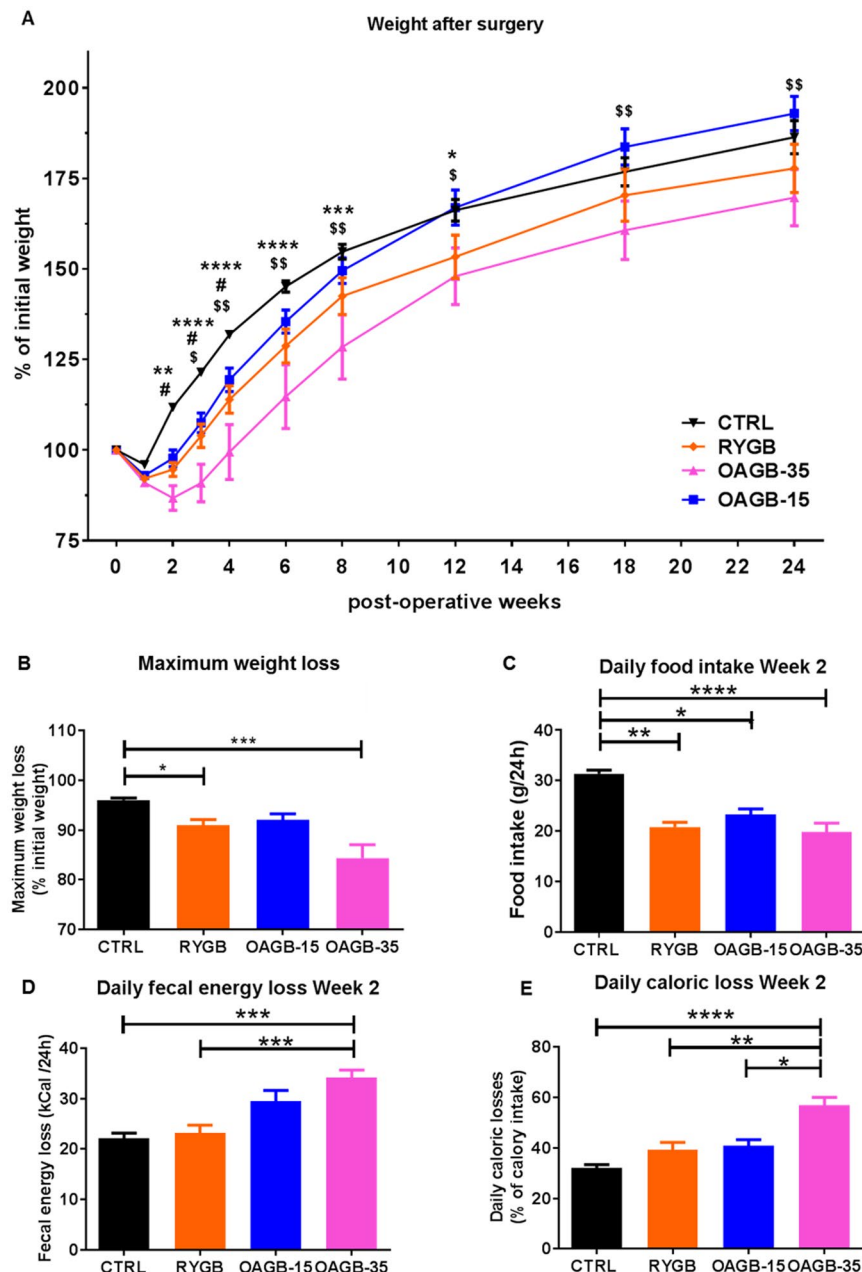 A
Weight after surgery
% of initial weight
200
175
150
125
100
75
**
#
****
#
$
****
#
$$
****
$$
***
$$
*
$
$$
$$
CTRL
RYGB
OAGB-35
OAGB-15
0 2 4 6 8 10 12 14 16 18 20 22 24
post-operative weeks
B
Maximum weight loss
Maximum weight loss
(% initial weight)
110
100
90
80
70
***
*
CTRL RYGB OAGB-15 OAGB-35
C
Daily food intake Week 2
Food intake (g/24h)
40
30
20
10
0
****
*
**
CTRL RYGB OAGB-15 OAGB-35
D
Daily fecal energy loss Week 2
Fecal energy loss (kCal /24h)
40
30
20
10
0
***
***
CTRL RYGB OAGB-15 OAGB-35
E
Daily caloric loss Week 2
Daily caloric losses
(% of calory intake)
80
60
40
20
0
****
**
*
CTRL RYGB OAGB-15 OAGB-35